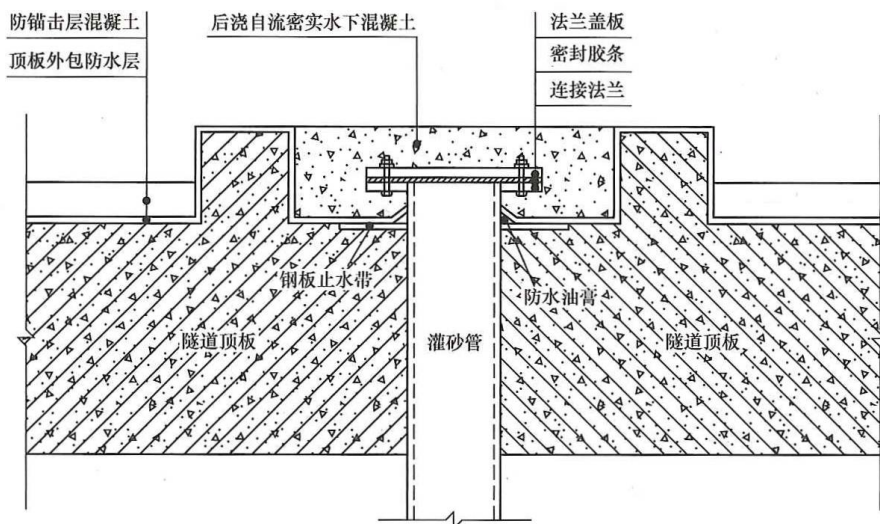 防锚击层混凝土
顶板外包防水层
后浇自流密实水下混凝土
法兰盖板
密封胶条
连接法兰
钢板止水带
防水油膏
隧道顶板
灌砂管
隧道顶板